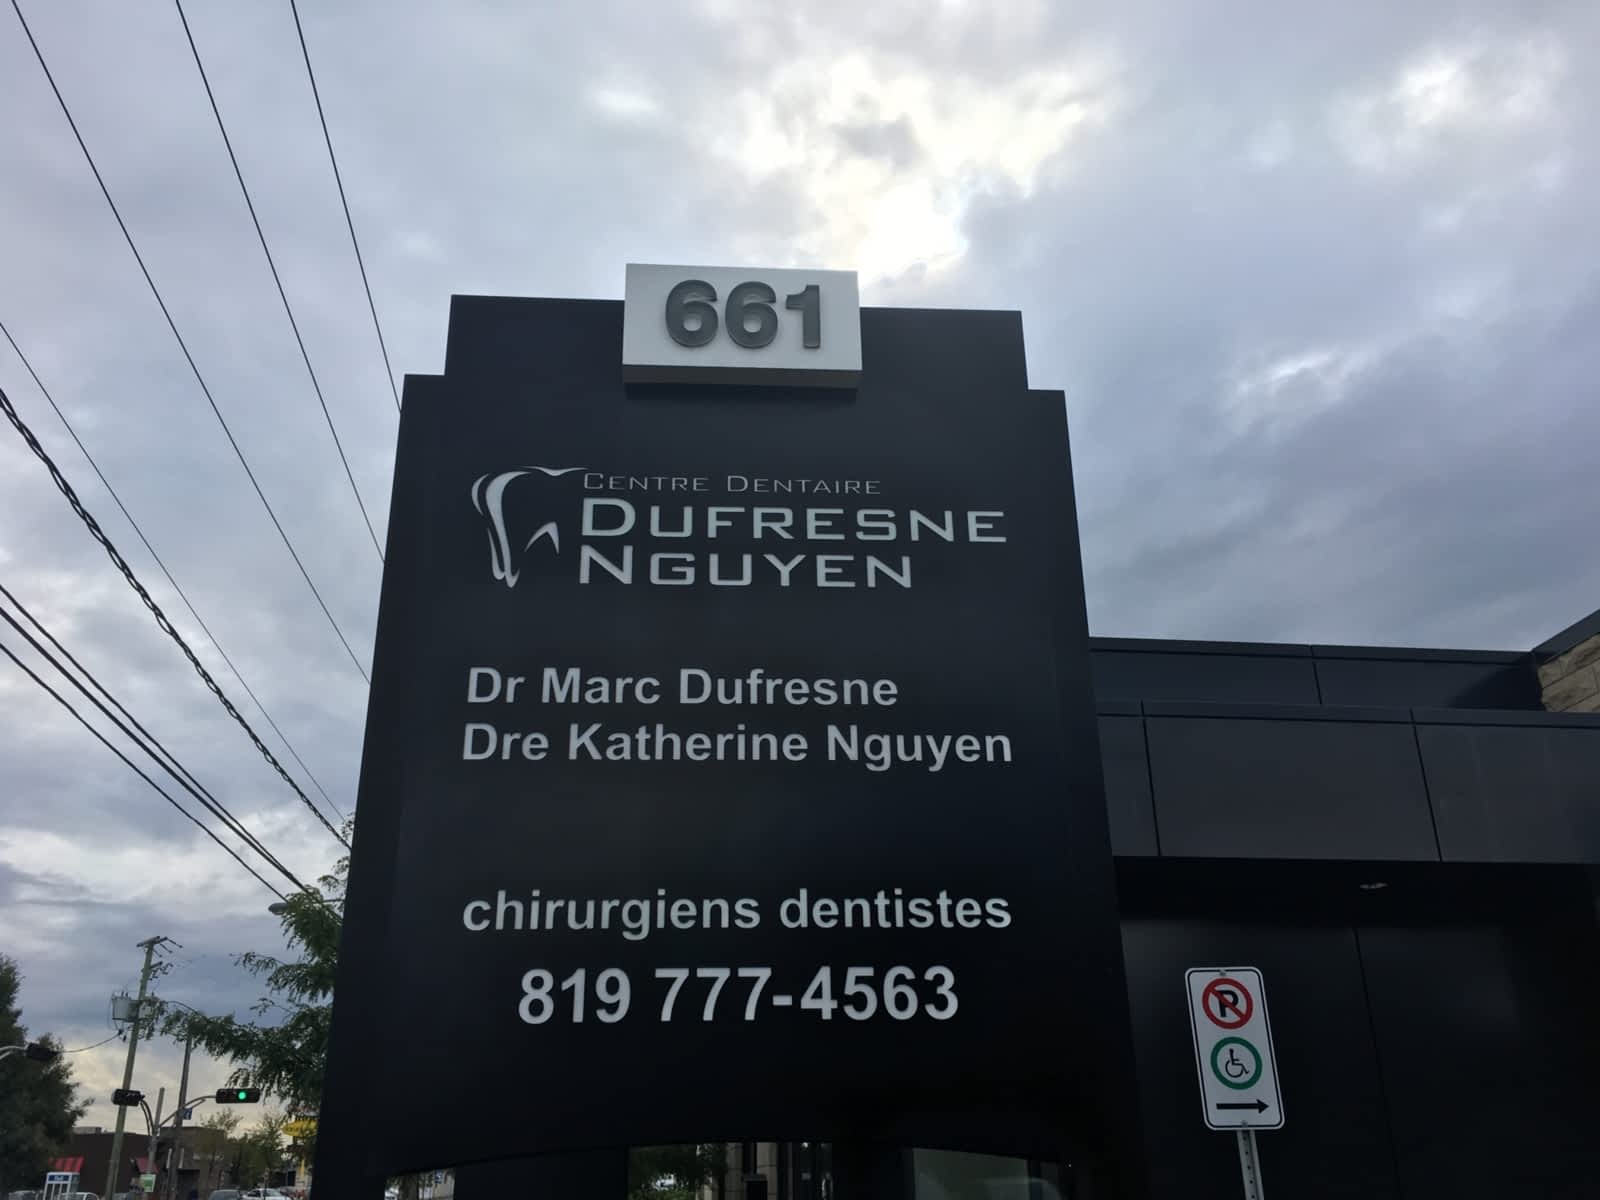 661
CENTRE DENTAIRE
DUFRESNE
NGUYEN
Dr Marc Dufresne
Dre Katherine Nguyen
chirurgiens dentistes
819 777-4563
P